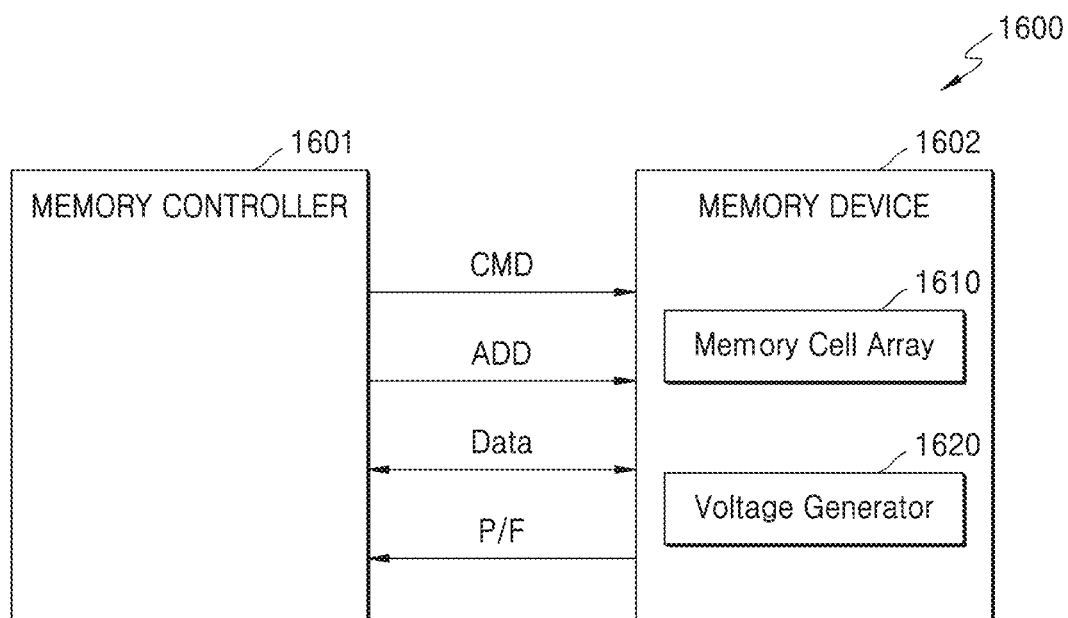 1600
1601
1602
MEMORY CONTROLLER
MEMORY DEVICE
CMD
1610
Memory Cell Array
ADD
Data
1620
Voltage Generator
P/F